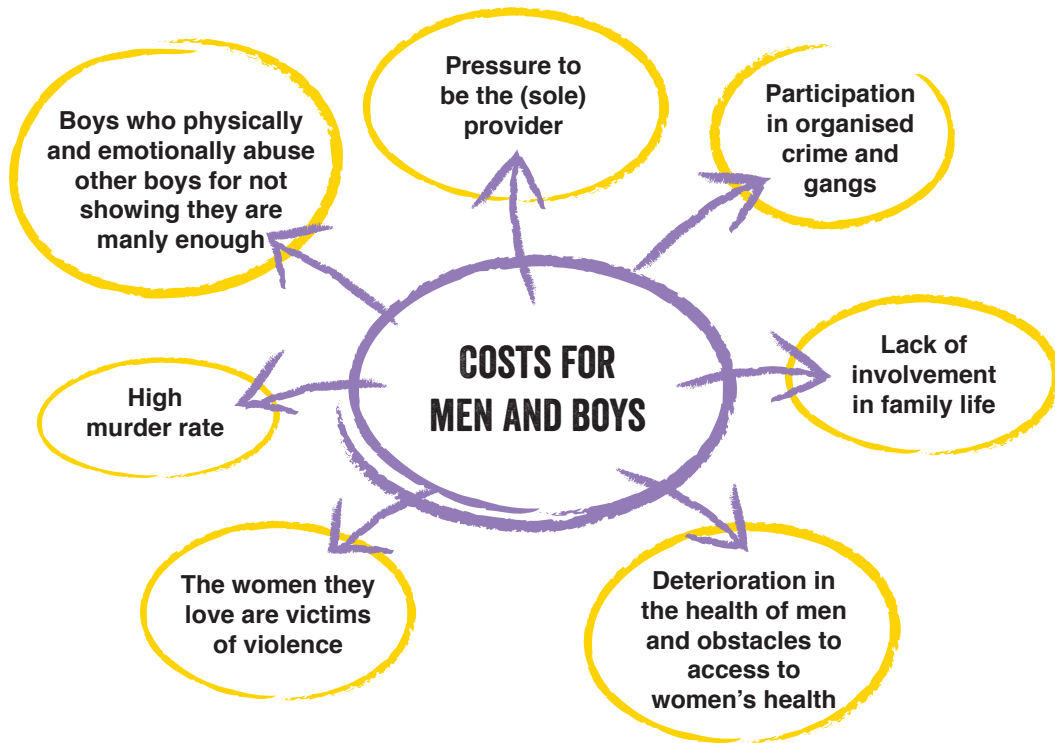 Pressure to
be the (sole)
provider
Participation
in organised
crime and
gangs
Boys who physically
and emotionally abuse
other boys for not
showing they are
manly enough
COSTS FOR
MEN AND BOYS
Lack of
involvement
in family life
High
murder rate
The women they
love are victims
of violence
Deterioration in
the health of men
and obstacles to
access to
women’s health